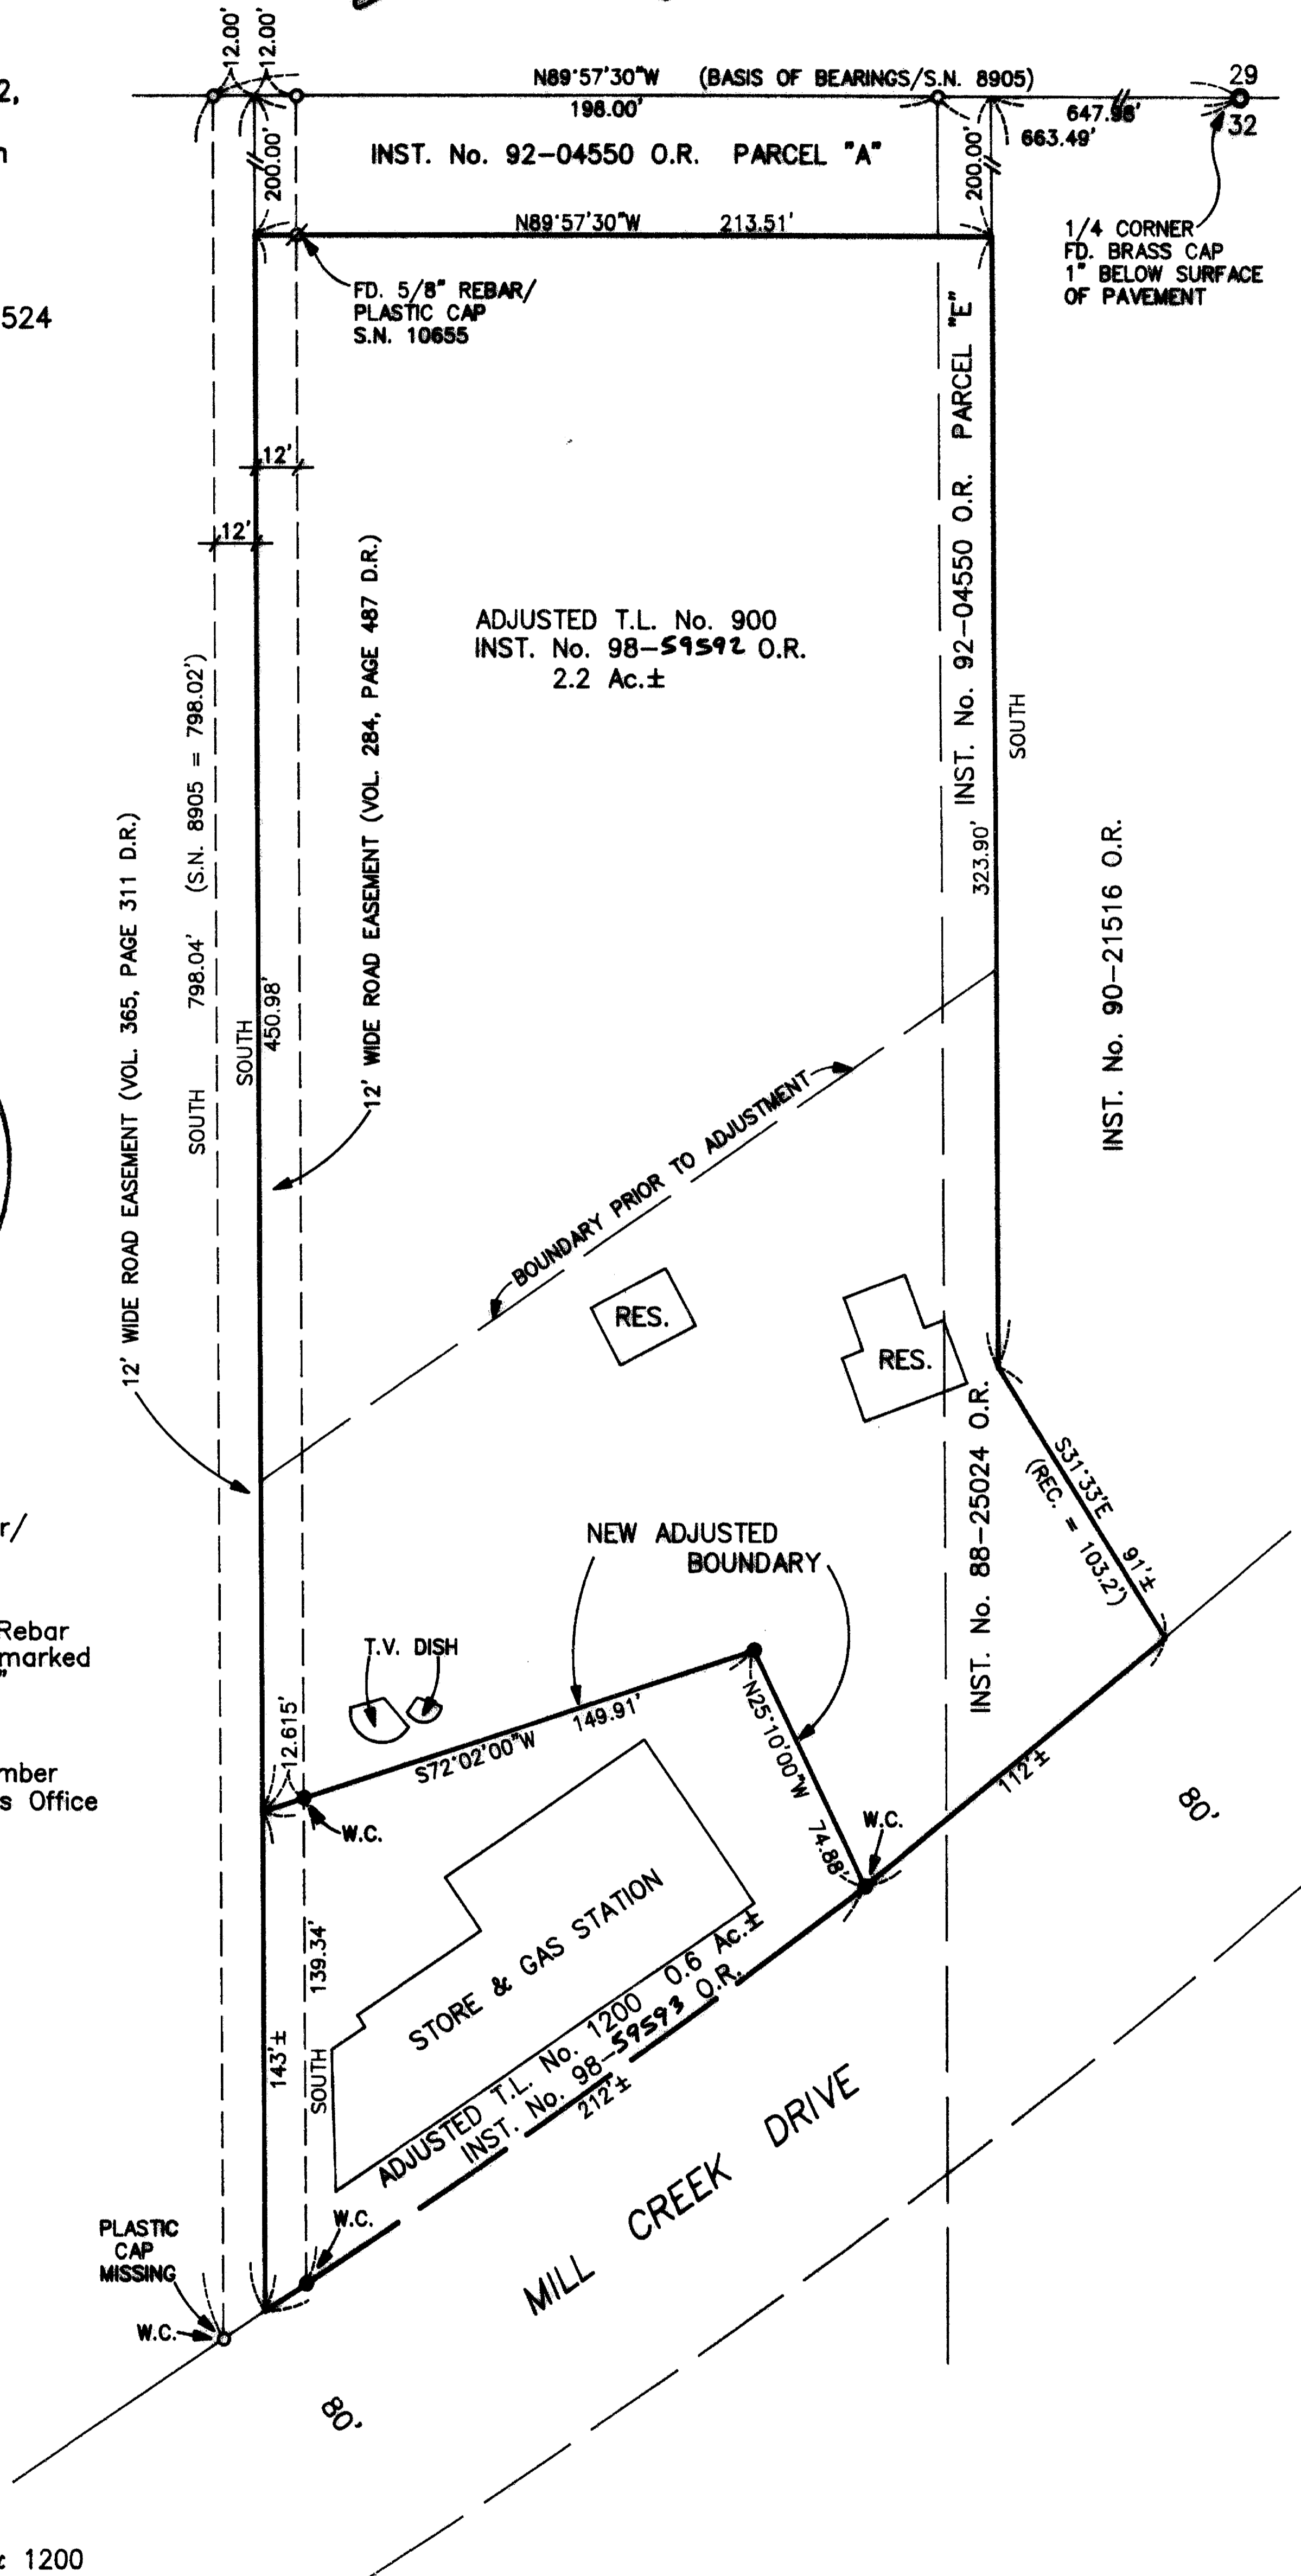 12.00'
12.00'
2,
n
524
N89°57'30"W (BASIS OF BEARINGS/S.N. 8905)
198.00'
647.98'
663.49'
29
32
200.00'
INST. No. 92-04550 O.R. PARCEL "A"
200.00'
N89°57'30"W 213.51'
1/4 CORNER
FD. BRASS CAP
1" BELOW SURFACE
OF PAVEMENT
FD. 5/8" REBAR/
PLASTIC CAP
S.N. 10655
12'
12'
ADJUSTED T.L. No. 900
INST. No. 98-59592 O.R.
2.2 Ac.±
INST. No. 92-04550 O.R. PARCEL "E"
SOUTH
323.90'
INST. No. 90-21516 O.R.
12' WIDE ROAD EASEMENT (VOL. 365, PAGE 311 D.R.)
SOUTH 798.04' (S.N. 8905 = 798.02')
SOUTH
450.98'
12' WIDE ROAD EASEMENT (VOL. 284, PAGE 487 D.R.)
BOUNDARY PRIOR TO ADJUSTMENT
RES.
RES.
INST. No. 88-25024 O.R.
S31°33'E 91'±
(REC. = 103.2')
r/
Rebar
marked
"
mber
s Office
NEW ADJUSTED
BOUNDARY
T.V. DISH
12.615'
S72°02'00"W
149.91'
N25°10'00"W
74.88'
W.C.
W.C.
112'±
80'
STORE & GAS STATION
139.34'
SOUTH
143'±
ADJUSTED T.L. No. 1200 0.6 Ac.±
INST. No. 98-59593 O.R.
212'±
MILL CREEK DRIVE
W.C.
PLASTIC
CAP
MISSING
W.C.
80'
& 1200